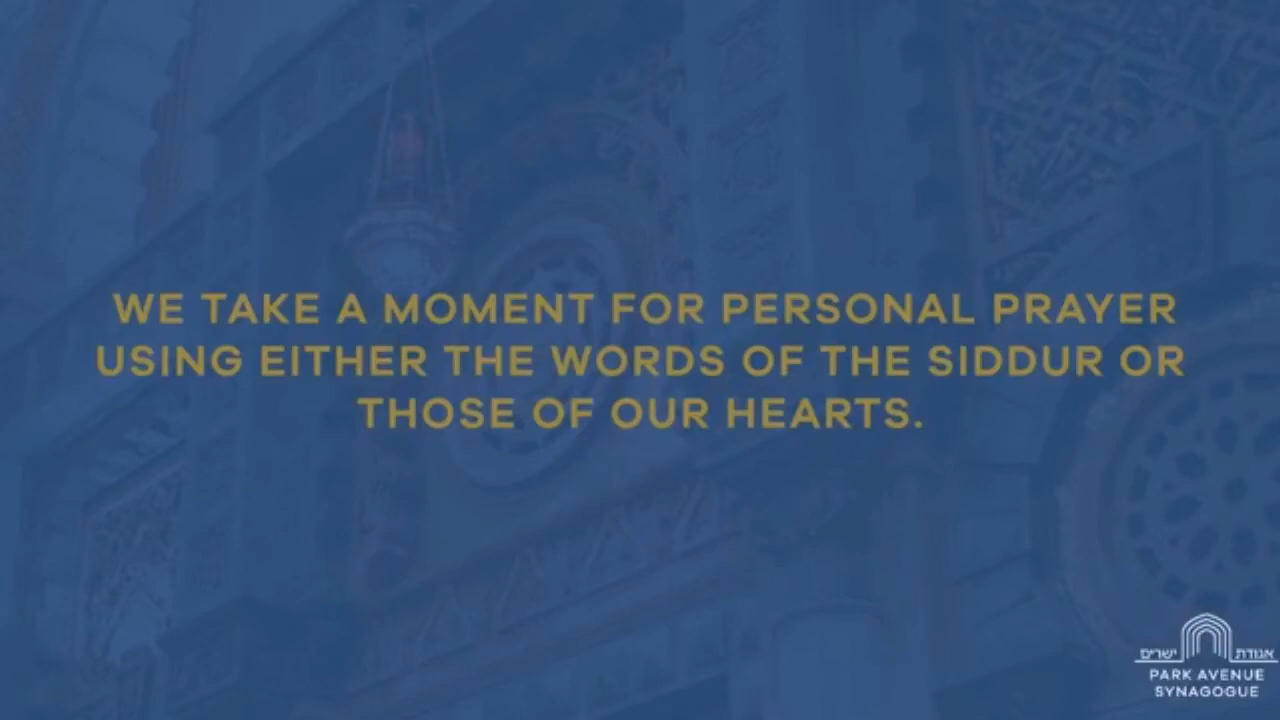 WE TAKE A MOMENT FOR PERSONAL PRAYER
USING EITHER THE WORDS OF THE SIDDUR OR
THOSE OF OUR HEARTS.
אגודת ישרים
PARK AVENUE
SYNAGOGUE